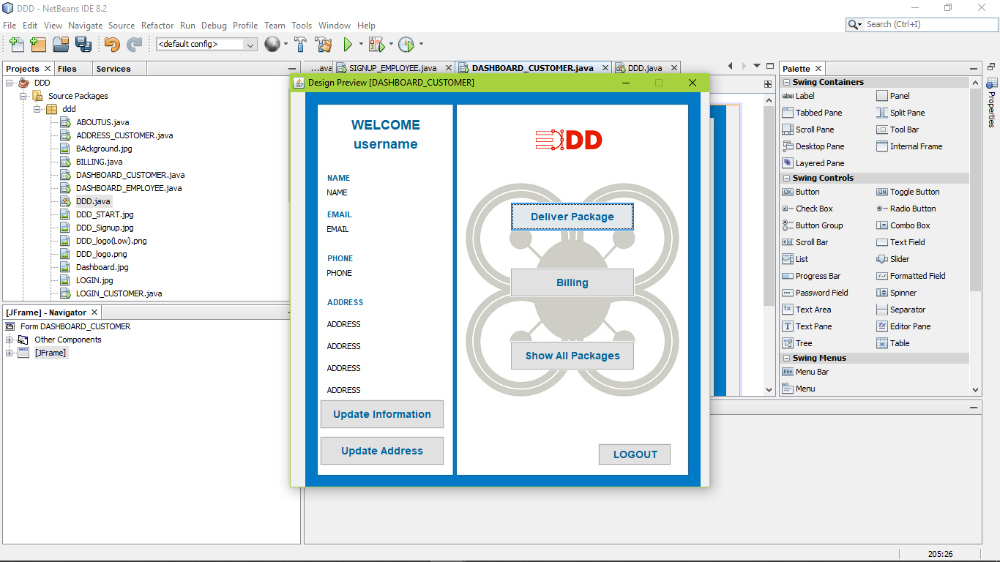 DDD - NetBeans IDE 8.2
File Edit View Navigate Source Refactor Run Debug Profile Team Tools Window Help
Search (Ctrl+I)
<default config>
Projects Files Services
DDD
Source Packages
ddd
ABOUTUS.java
ADDRESS_CUSTOMER.java
BAckground.jpg
BILLING.java
DASHBOARD_CUSTOMER.java
DASHBOARD_EMPLOYEE.java
DDD.java
DDD_START.jpg
DDD_Signup.jpg
DDD_logo(Low).png
DDD_logo.png
Dashboard.jpg
LOGIN.jpg
LOGIN_CUSTOMER.java
[JFrame] - Navigator
Form DASHBOARD_CUSTOMER
Other Components
[JFrame]
...ava SIGNUP_EMPLOYEE.java DASHBOARD_CUSTOMER.java DDD.java
Design Preview [DASHBOARD_CUSTOMER]
WELCOME
username
NAME
NAME
EMAIL
EMAIL
PHONE
PHONE
ADDRESS
ADDRESS
ADDRESS
ADDRESS
ADDRESS
Update Information
Update Address
DDD
Deliver Package
Billing
Show All Packages
LOGOUT
Palette
Swing Containers
Label Label Panel
Tabbed Pane Split Pane
Scroll Pane Tool Bar
Desktop Pane Internal Frame
Layered Pane
Swing Controls
OK Button ON Toggle Button
Check Box Radio Button
Button Group Combo Box
Scroll Bar Text Field
List Slider
Progress Bar Formatted Field
Password Field Spinner
Text Area Separator
Text Pane Editor Pane
Tree Table
Swing Menus
File Menu Bar
Menu
Properties
205:26